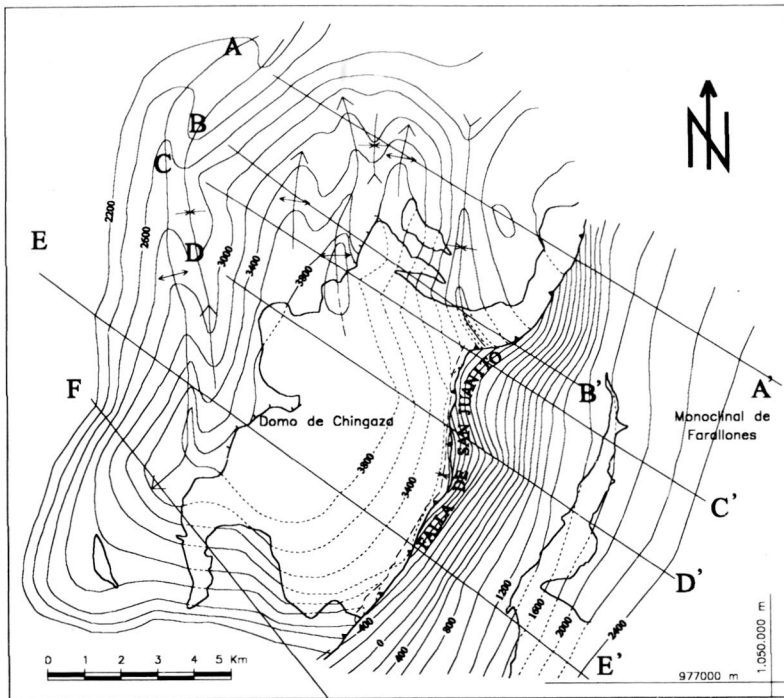 A
B
C
D
E
F
N
2200
2600
3000
3400
3800
Domo de Chingaza
3800
3400
FALLA DE SAN JUANITO
Monoclinal de
Farallones
A'
B'
C'
D'
E'
400
0
400
800
1200
1600
2000
2400
0 1 2 3 4 5 Km
977000 m
1,050.000 m